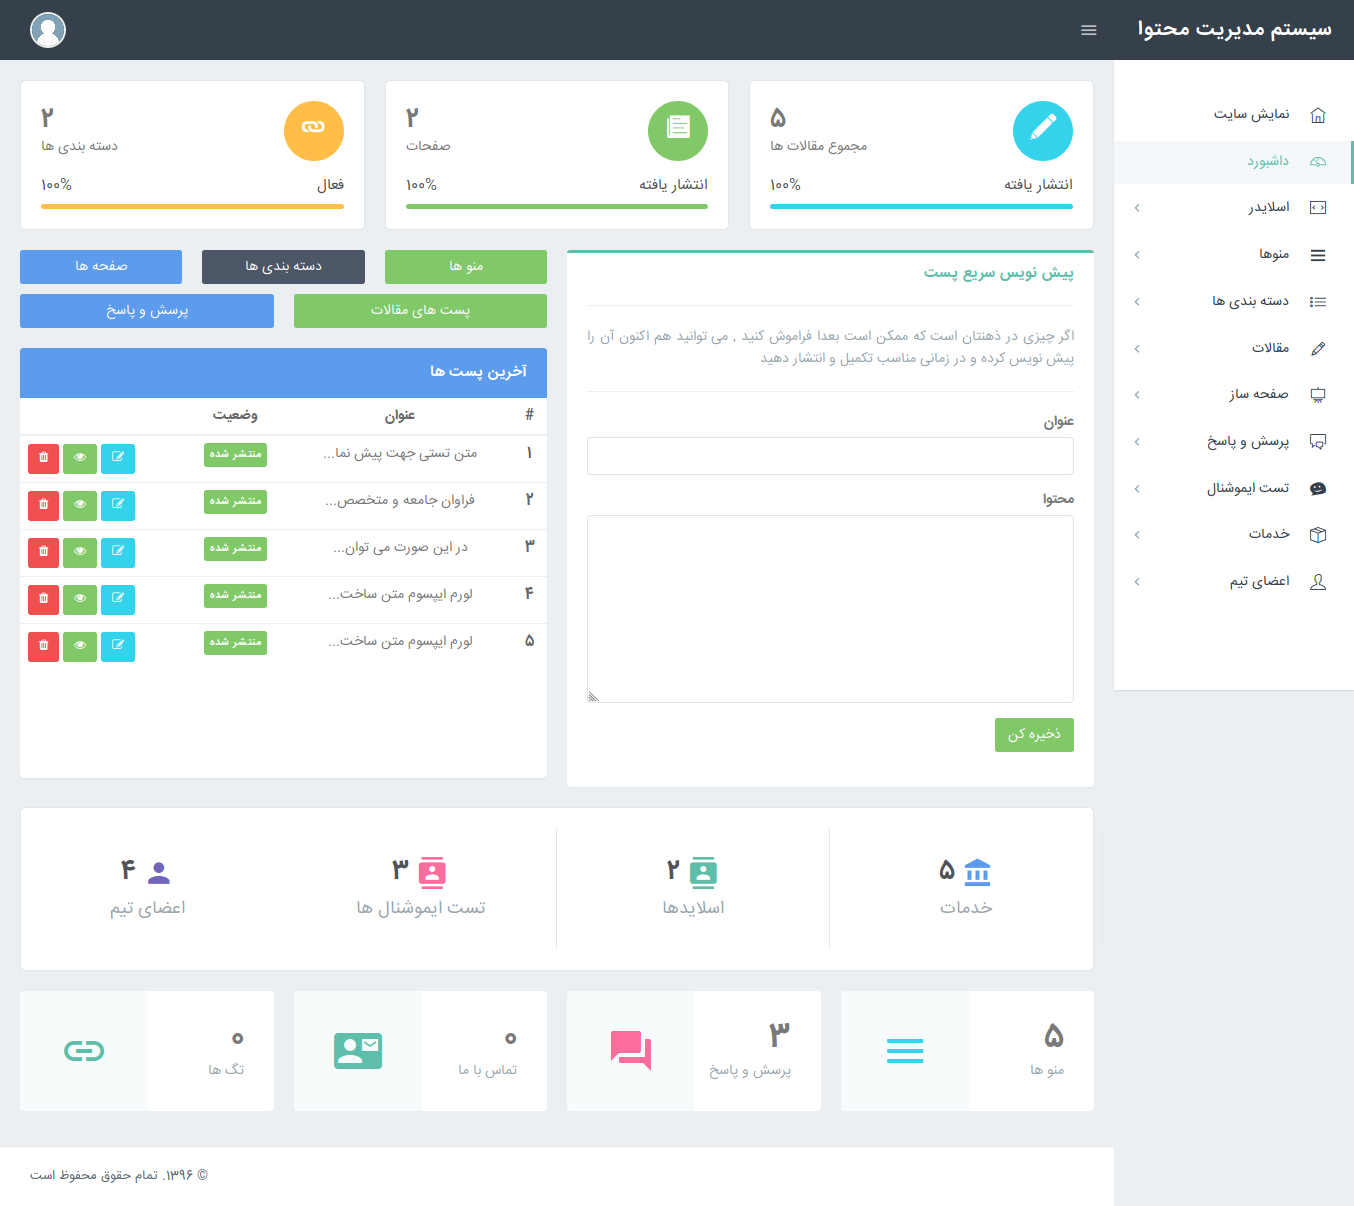 سیستم مدیریت محتوا
نمایش سایت
داشبورد
اسلایدر
منوها
دسته بندی ها
مقالات
صفحه ساز
پرسش و پاسخ
تست ایموشنال
خدمات
اعضای تیم
۵
مجموع مقالات ها
انتشار یافته ۱۰۰%
۲
صفحات
انتشار یافته ۱۰۰%
۲
دسته بندی ها
فعال ۱۰۰%
پیش نویس سریع پست
اگر چیزی در ذهنتان است که ممکن است بعدا فراموش کنید , می توانید هم اکنون آن را
پیش نویس کرده و در زمانی مناسب تکمیل و انتشار دهید
عنوان
محتوا
ذخیره کن
منو ها
دسته بندی ها
صفحه ها
پست های مقالات
پرسش و پاسخ
آخرین پست ها
# عنوان وضعیت
۱ متن تستی جهت پیش نما... منتشر شده
۲ فراوان جامعه و متخصص... منتشر شده
۳ در این صورت می توان... منتشر شده
۴ لورم ایپسوم متن ساخت... منتشر شده
۵ لورم ایپسوم متن ساخت... منتشر شده
۵
خدمات
۲
اسلایدها
۳
تست ایموشنال ها
۴
اعضای تیم
۵
منو ها
۳
پرسش و پاسخ
۰
تماس با ما
۰
تگ ها
© ۱۳۹۶. تمام حقوق محفوظ است